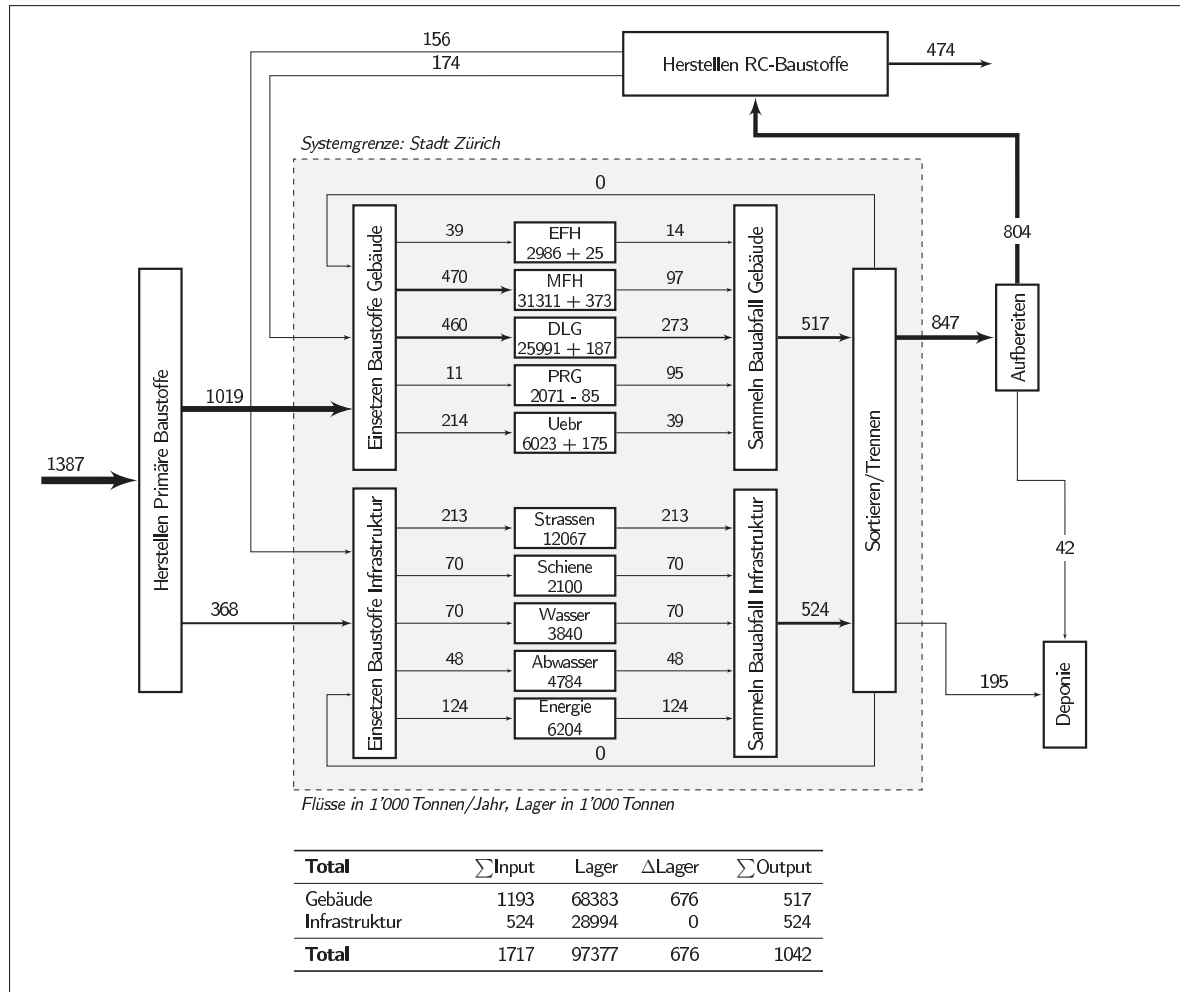 156
174
Herstellen RC-Baustoffe
474
Systemgrenze: Stadt Zürich
0
804
Herstellen Primäre Baustoffe
1387
1019
368
Einsetzen Baustoffe Gebäude
39
EFH
2986 + 25
14
470
MFH
31311 + 373
97
460
DLG
25991 + 187
273
11
PRG
2071 - 85
95
214
Uebr
6023 + 175
39
Sammeln Bauabfall Gebäude
517
Sortieren/Trennen
847
Aufbereiten
Einsetzen Baustoffe Infrastruktur
213
Strassen
12067
213
70
Schiene
2100
70
70
Wasser
3840
70
48
Abwasser
4784
48
124
Energie
6204
124
Sammeln Bauabfall Infrastruktur
524
42
195
Deponie
0
Flüsse in 1'000 Tonnen/Jahr, Lager in 1'000 Tonnen
Total ∑Input Lager ΔLager ∑Output
Gebäude 1193 68383 676 517
Infrastruktur 524 28994 0 524
Total 1717 97377 676 1042